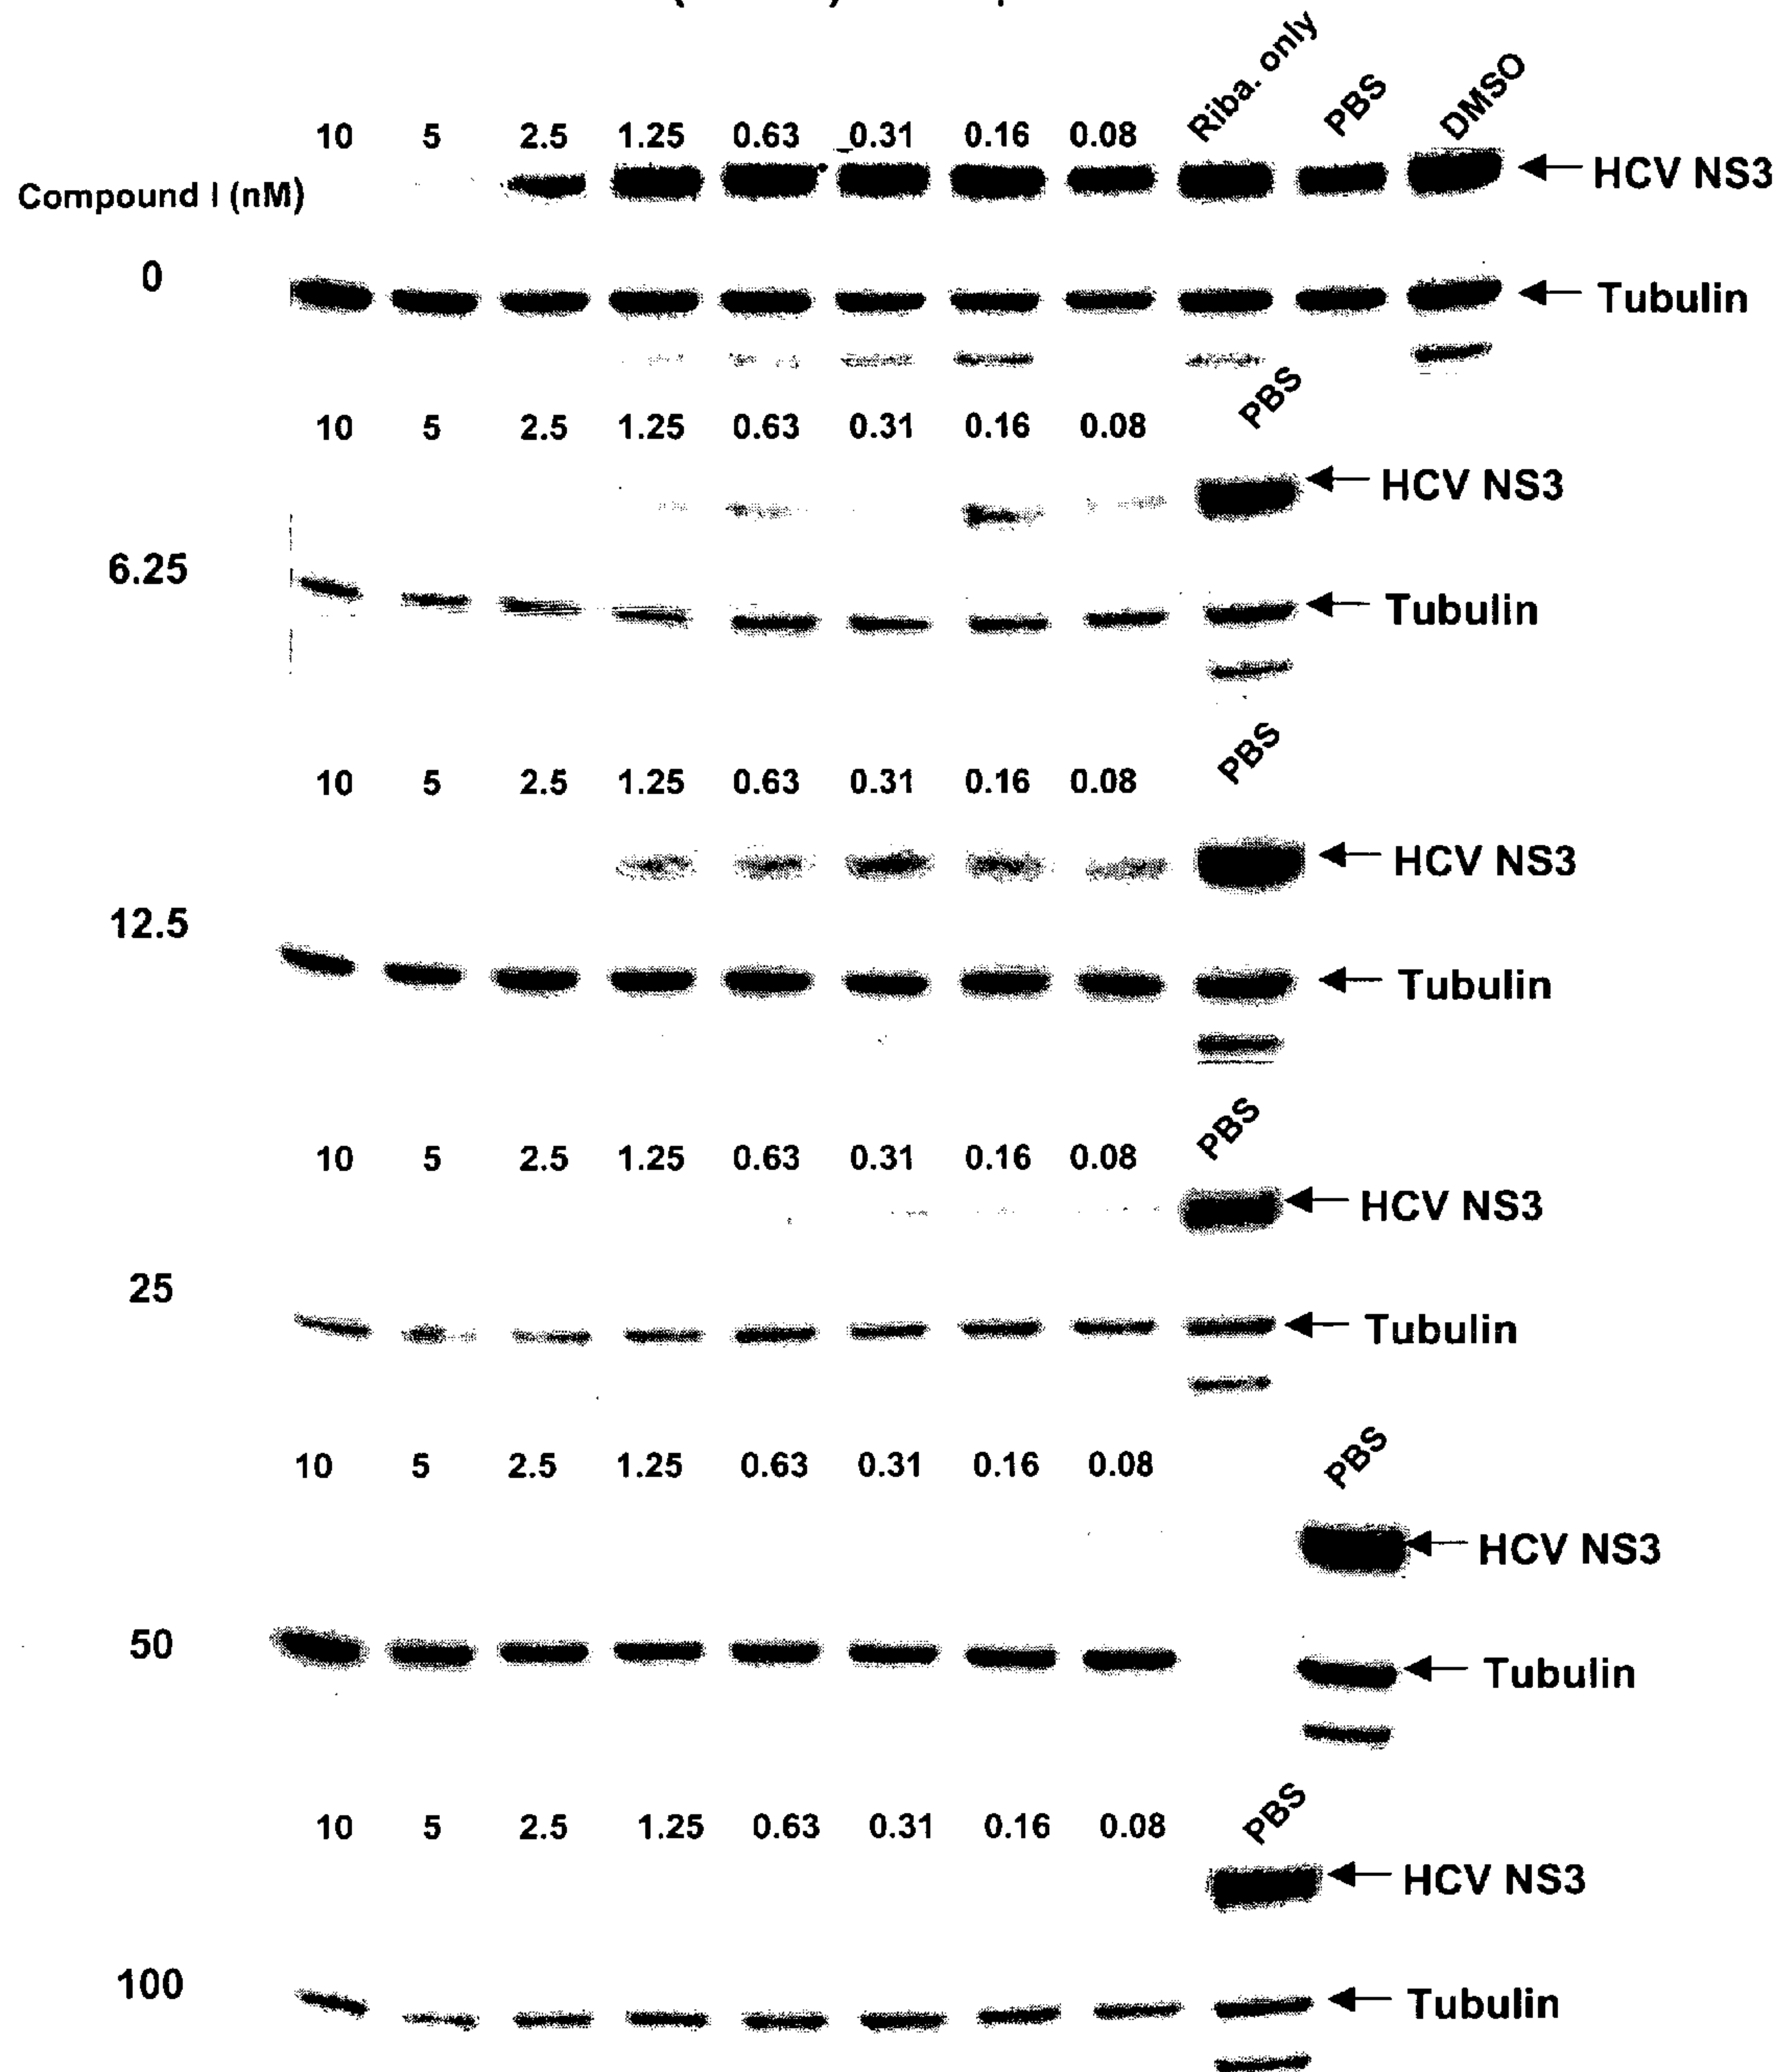 Riba. only PBS DMSO
10 5 2.5 1.25 0.63 0.31 0.16 0.08
HCV NS3
Compound I (nM)
0
Tubulin
PBS
10 5 2.5 1.25 0.63 0.31 0.16 0.08
HCV NS3
6.25
Tubulin
PBS
10 5 2.5 1.25 0.63 0.31 0.16 0.08
HCV NS3
12.5
Tubulin
PBS
10 5 2.5 1.25 0.63 0.31 0.16 0.08
HCV NS3
25
Tubulin
PBS
10 5 2.5 1.25 0.63 0.31 0.16 0.08
HCV NS3
50
Tubulin
PBS
10 5 2.5 1.25 0.63 0.31 0.16 0.08
HCV NS3
100
Tubulin